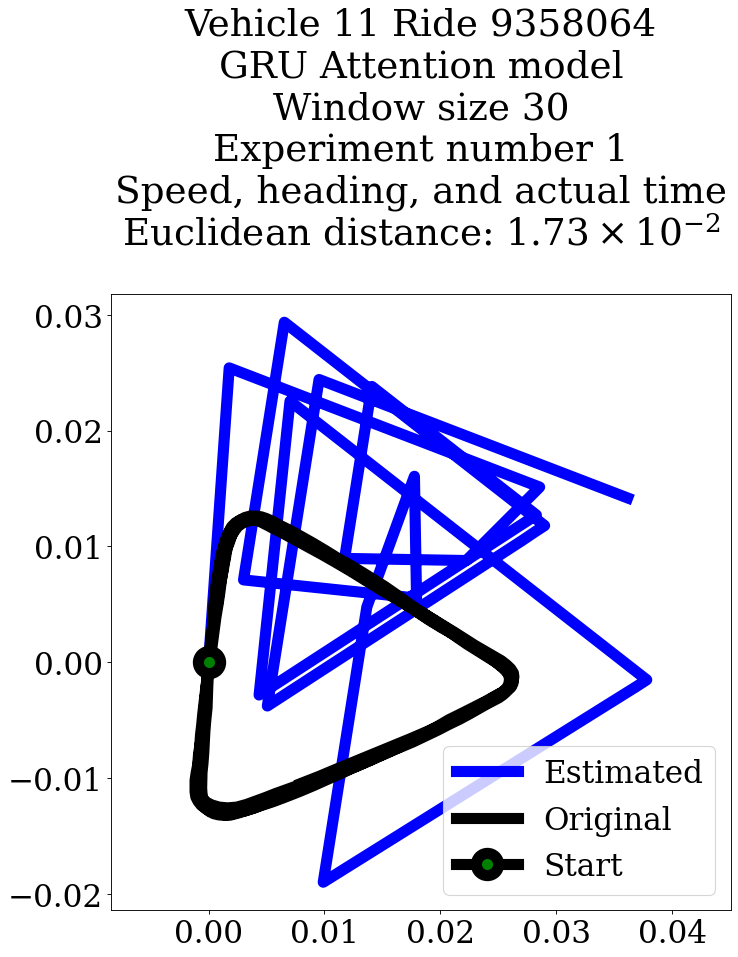 Vehicle 11 Ride 9358064
GRU Attention model
Window size 30
Experiment number 1
Speed, heading, and actual time
Euclidean distance: 1.73 × 10⁻²
0.03
0.02
0.01
0.00
−0.01
−0.02
Estimated
Original
Start
0.00 0.01 0.02 0.03 0.04